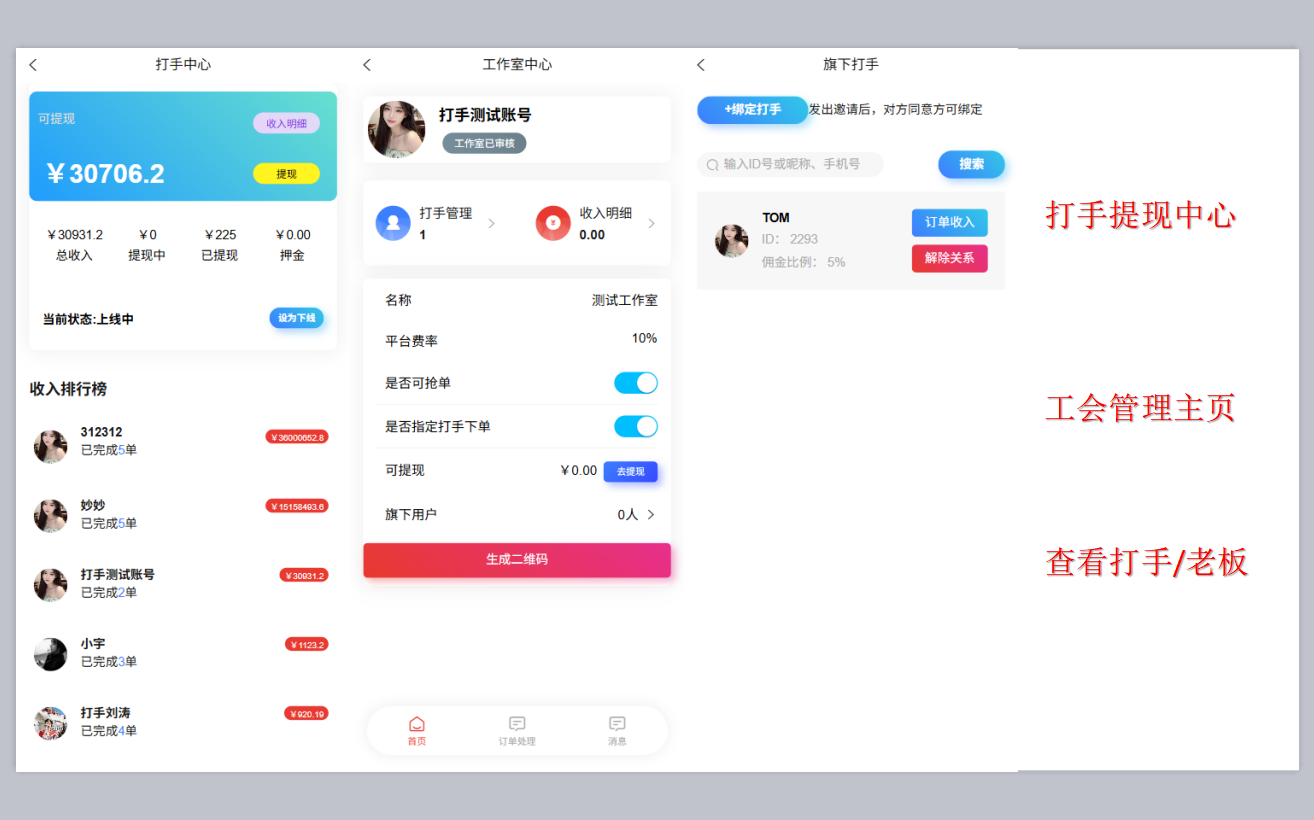 打手中心
可提现
收入明细
￥30706.2
提现
￥30931.2 ￥0 ￥225 ￥0.00
总收入 提现中 已提现 押金
当前状态:上线中 设为下线
收入排行榜
312312
已完成5单
￥36000652.8
妙妙
已完成5单
￥15158493.6
打手测试账号
已完成2单
￥30931.2
小宇
已完成3单
￥1123.2
打手刘涛
已完成4单
￥920.19
工作室中心
打手测试账号
工作室已审核
打手管理
1
收入明细
0.00
名称 测试工作室
平台费率 10%
是否可抢单
是否指定打手下单
可提现 ￥0.00 去提现
旗下用户 0人
生成二维码
首页 订单处理 消息
旗下打手
+绑定打手 发出邀请后，对方同意方可绑定
输入ID号或昵称、手机号 搜索
TOM
ID： 2293
佣金比例： 5%
订单收入
解除关系
打手提现中心
工会管理主页
查看打手/老板